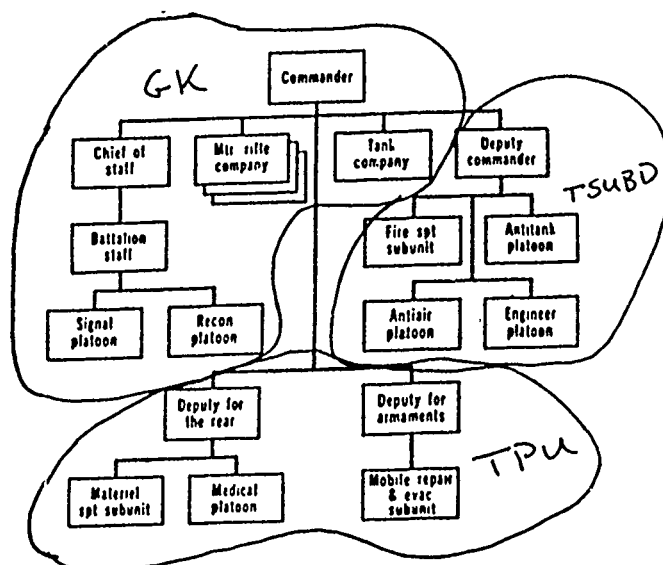 GK
Commander
Chief of
staff
Mtr rifle
company
Tank
company
Deputy
commander
TSUBD
Battalion
staff
Fire spt
subunit
Antitank
platoon
Signal
platoon
Recon
platoon
Antiair
platoon
Engineer
platoon
Deputy for
the rear
Deputy for
armaments
TPU
Materiel
spt subunit
Medical
platoon
Mobile repair
& evac
subunit